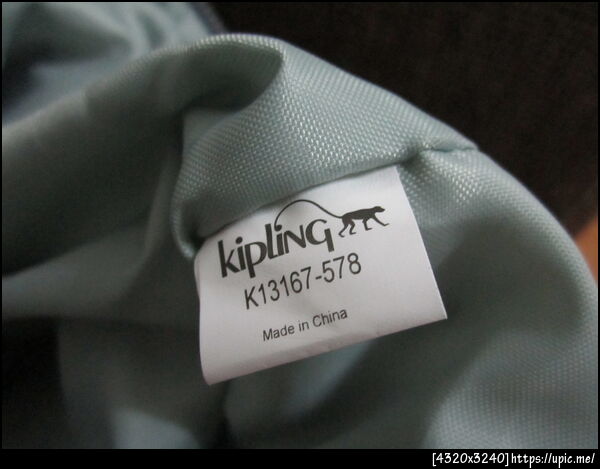 kipling
K13167-578
Made in China
[4320x3240]https://upic.me/